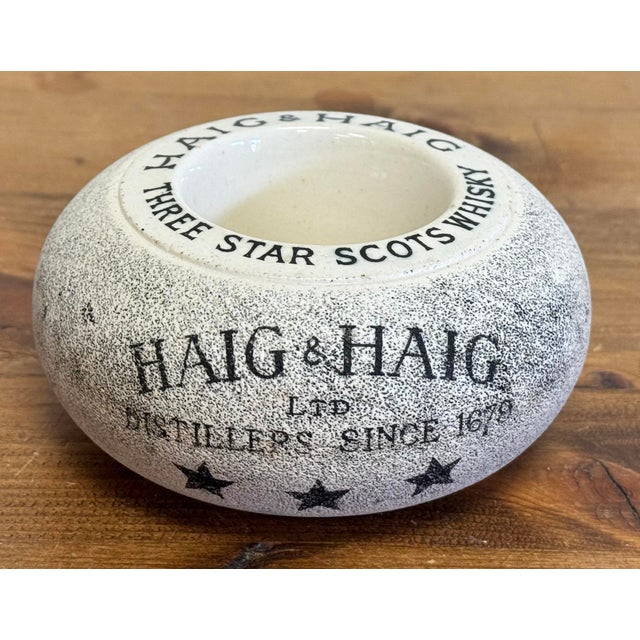 HAIG & HAIG
THREE STAR SCOTS WHISKY
HAIG & HAIG
LTD
DISTILLERS SINCE 1679